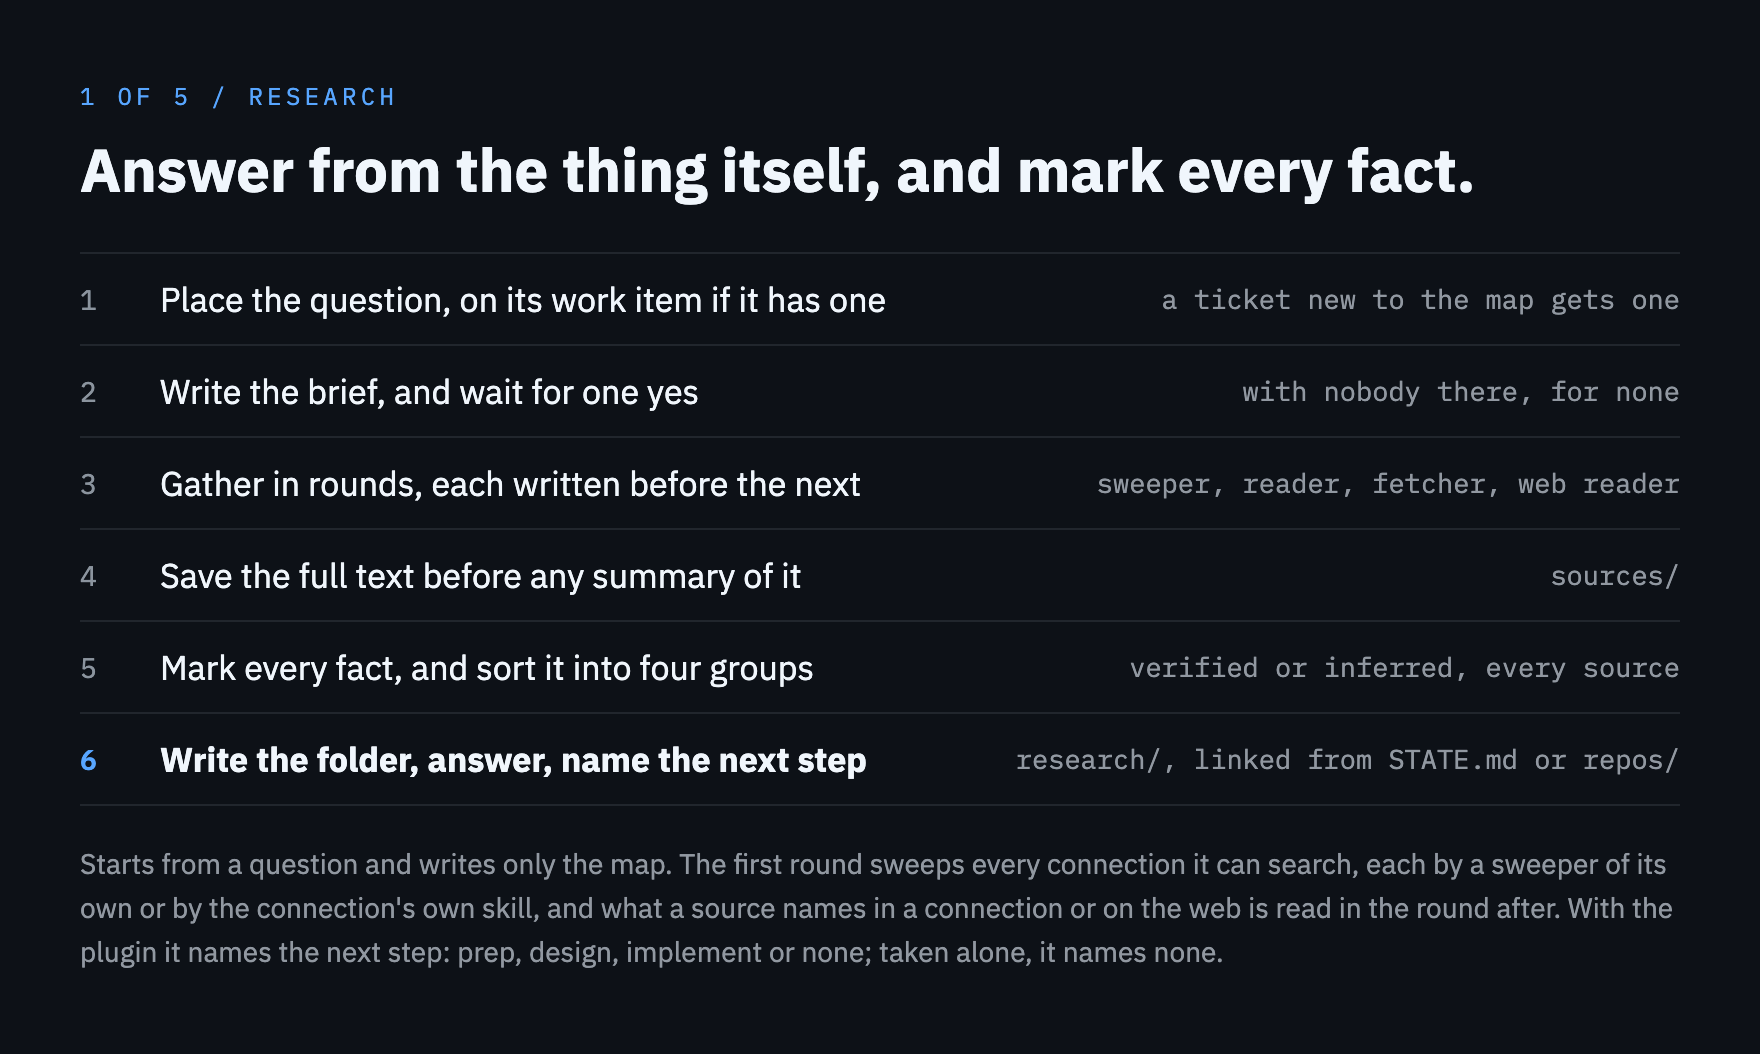 1 OF 5 / RESEARCH
Answer from the thing itself, and mark every fact.
1 Place the question, on its work item if it has one a ticket new to the map gets one
2 Write the brief, and wait for one yes with nobody there, for none
3 Gather in rounds, each written before the next sweeper, reader, fetcher, web reader
4 Save the full text before any summary of it sources/
5 Mark every fact, and sort it into four groups verified or inferred, every source
6 Write the folder, answer, name the next step research/, linked from STATE.md or repos/
Starts from a question and writes only the map. The first round sweeps every connection it can search, each by a sweeper of its
own or by the connection's own skill, and what a source names in a connection or on the web is read in the round after. With the
plugin it names the next step: prep, design, implement or none; taken alone, it names none.